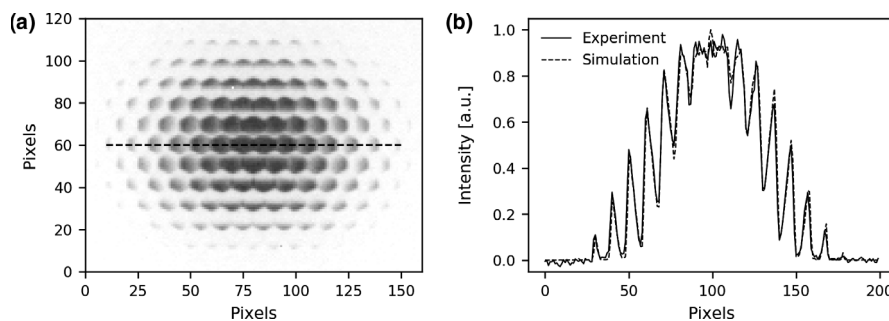 (a)
120
100
80
60
40
20
0
Pixels
0 25 50 75 100 125 150
Pixels
(b)
Experiment
Simulation
1.0
0.8
0.6
0.4
0.2
0.0
Intensity [a.u.]
0 50 100 150 200
Pixels